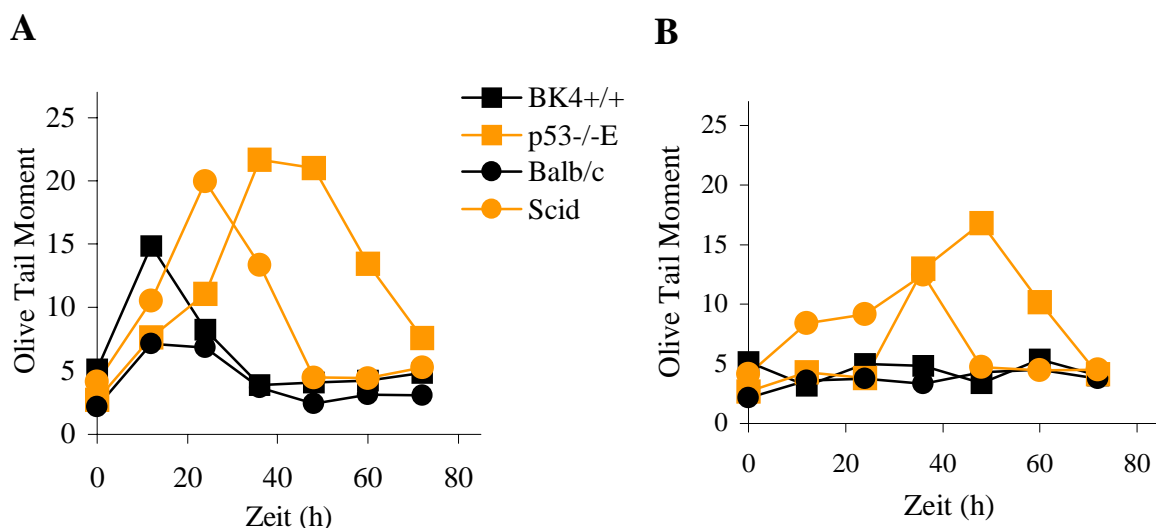 A
B
BK4+/+
p53-/-E
Balb/c
Scid
Olive Tail Moment
25
20
15
10
5
0
0 20 40 60 80
Zeit (h)
Olive Tail Moment
25
20
15
10
5
0
0 20 40 60 80
Zeit (h)